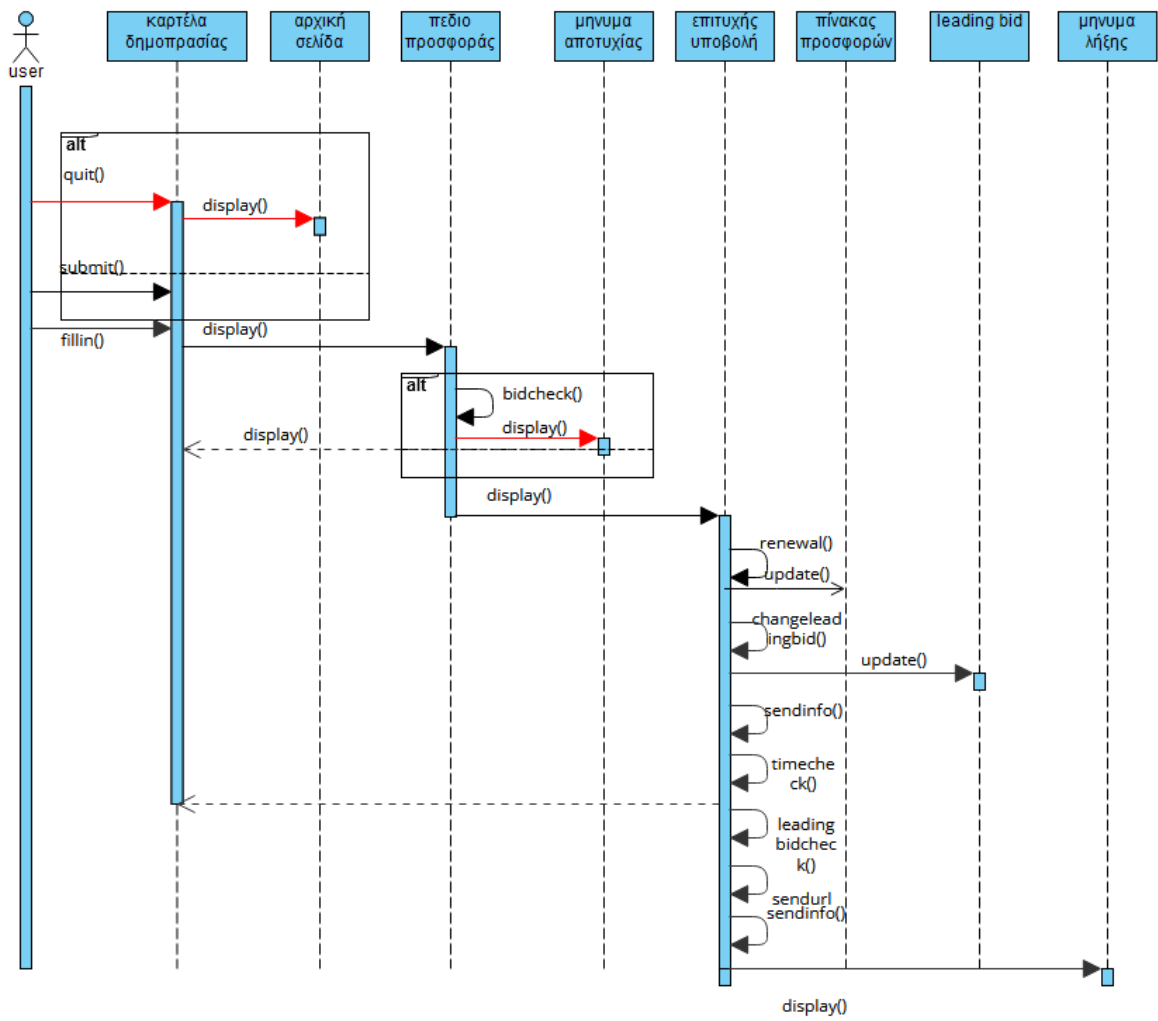 καρτέλα
δημοπρασίας
αρχική
σελίδα
πεδιο
προσφοράς
μηνυμα
αποτυχίας
επιτυχής
υποβολή
πίνακας
προσφορών
leading bid
μηνυμα
λήξης
user
alt
quit()
display()
submit()
fillin()
display()
alt
bidcheck()
display()
display()
display()
renewal()
update()
changelead
ingbid()
update()
sendinfo()
timeche
ck()
leading
bidchec
k()
sendurl
sendinfo()
display()